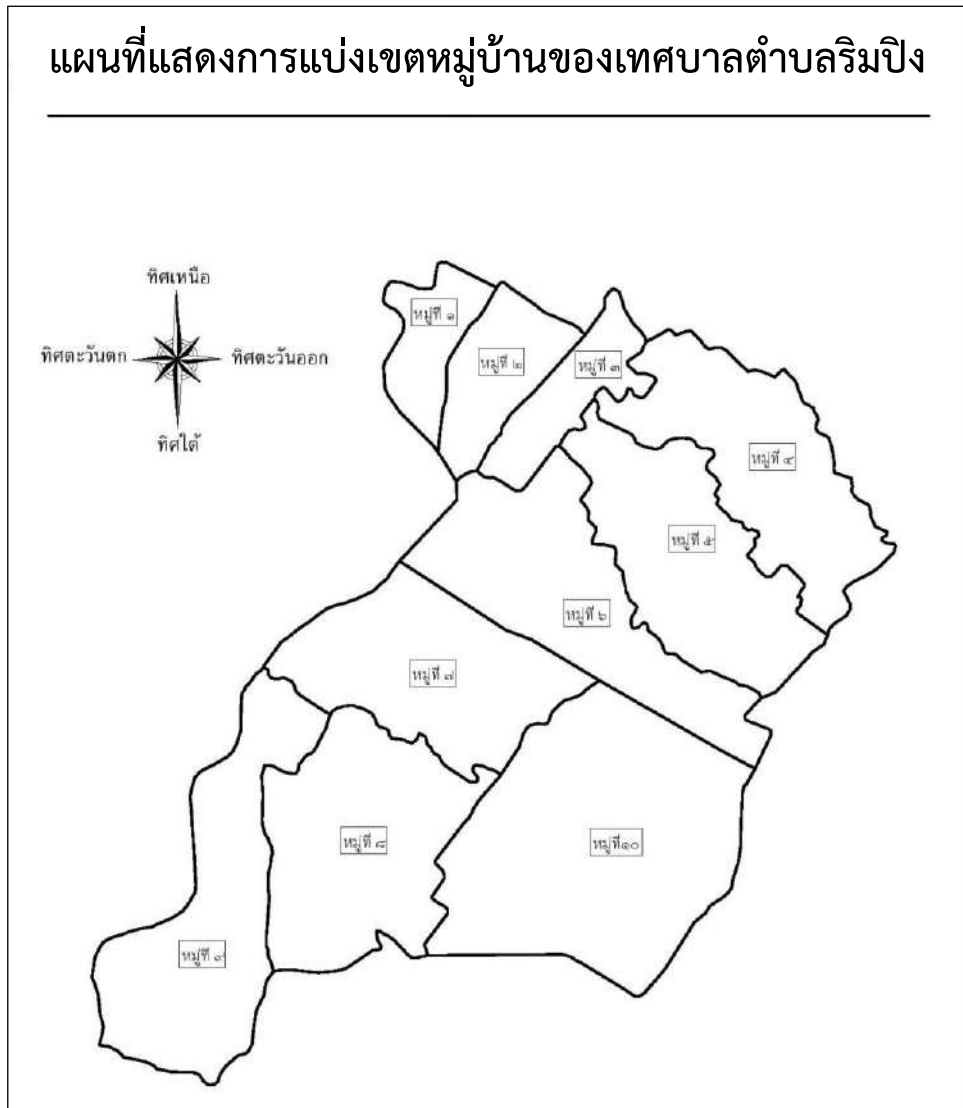 แผนที่แสดงการแบ่งเขตหมู่บ้านของเทศบาลตำบลริมปิง
ทิศเหนือ
ทิศตะวันตก
ทิศตะวันออก
ทิศใต้
หมู่ที่ ๑
หมู่ที่ ๒
หมู่ที่ ๓
หมู่ที่ ๔
หมู่ที่ ๕
หมู่ที่ ๖
หมู่ที่ ๗
หมู่ที่ ๘
หมู่ที่๑๐
หมู่ที่ ๙